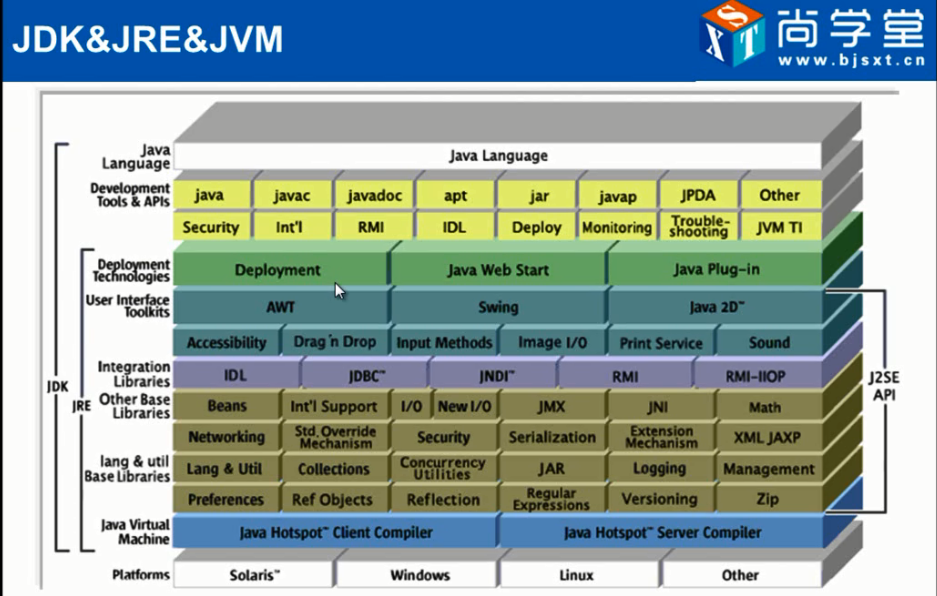 JDK&JRE&JVM
SXT
尚学堂
www.bjsxt.cn
Java
Language
Java Language
Development
Tools & APIs
java javac javadoc apt jar javap JPDA Other
Security Int'l RMI IDL Deploy Monitoring Trouble-
shooting JVM TI
Deployment
Technologies
Deployment Java Web Start Java Plug-in
User Interface
Toolkits
AWT Swing Java 2D™
Accessibility Drag 'n Drop Input Methods Image I/O Print Service Sound
Integration
Libraries
IDL JDBC™ JNDI™ RMI RMI-IIOP
JDK
JRE
J2SE
API
Other Base
Libraries
Beans Int'l Support I/O New I/O JMX JNI Math
Networking Std. Override
Mechanism Security Serialization Extension
Mechanism XML JAXP
lang & util
Base Libraries
Lang & Util Collections Concurrency
Utilities JAR Logging Management
Preferences Ref Objects Reflection Regular
Expressions Versioning Zip
Java Virtual
Machine
Java Hotspot™ Client Compiler Java Hotspot™ Server Compiler
Platforms
Solaris™ Windows Linux Other